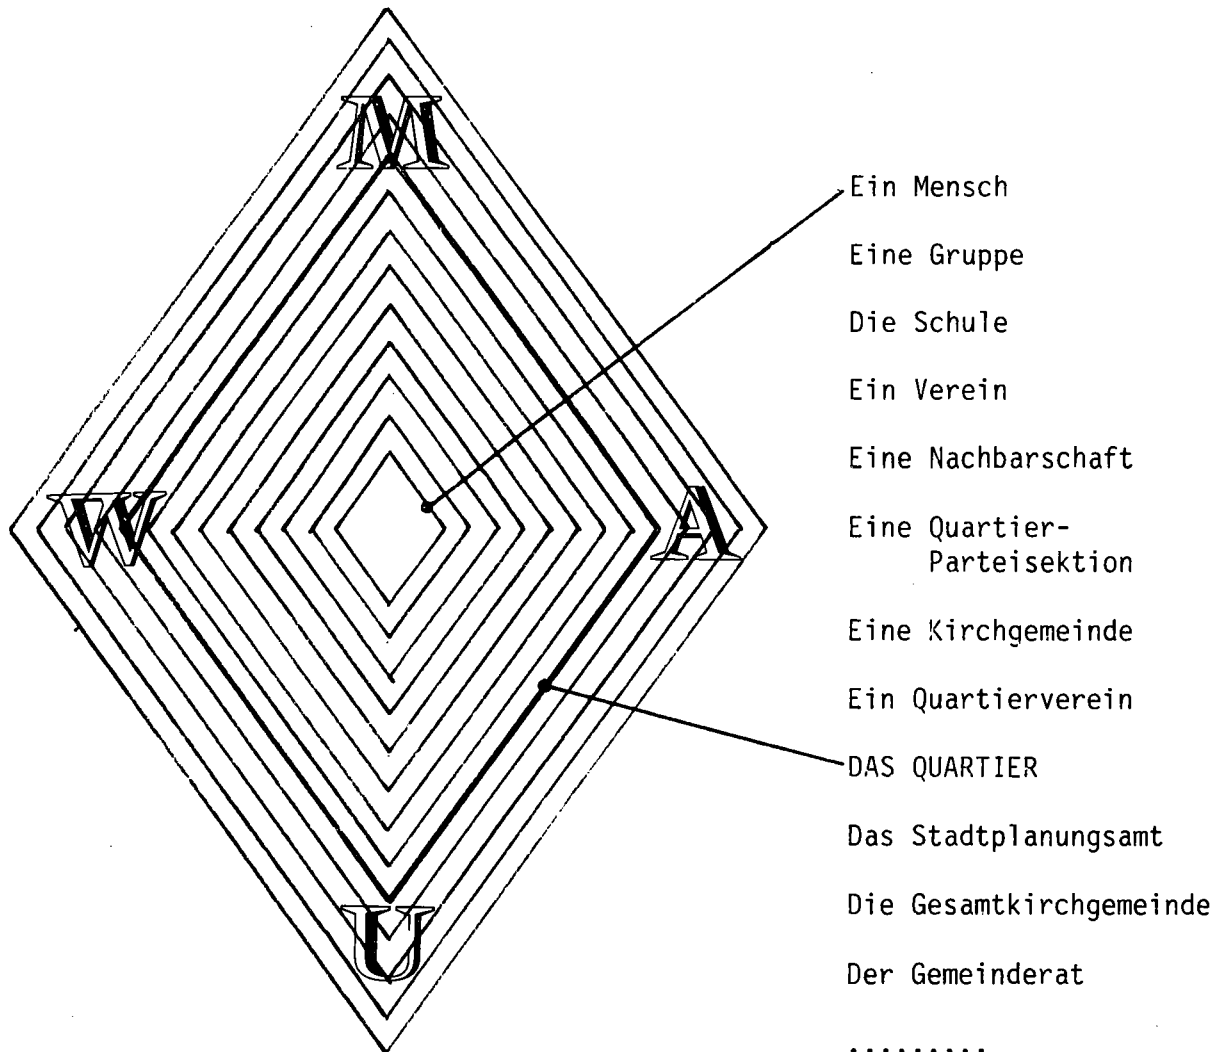 M
Ein Mensch
Eine Gruppe
Die Schule
Ein Verein
Eine Nachbarschaft
W
A
Eine Quartier-
Parteisektion
Eine Kirchgemeinde
Ein Quartierverein
DAS QUARTIER
Das Stadtplanungsamt
Die Gesamtkirchgemeinde
U
Der Gemeinderat
.........